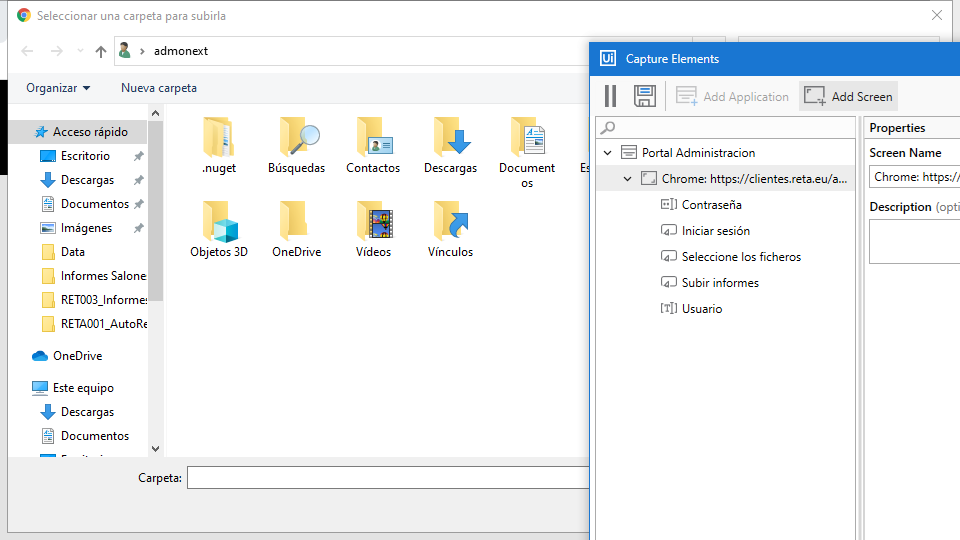 Seleccionar una carpeta para subirla
admonext
Organizar
Nueva carpeta
Acceso rápido
Escritorio
Descargas
Documentos
Imágenes
Data
Informes Salone
RET003_Informes
RETA001_AutoRe
OneDrive
Este equipo
Descargas
Documentos
.nuget
Búsquedas
Contactos
Descargas
Document
os
Objetos 3D
OneDrive
Vídeos
Vínculos
Carpeta:
Ui Capture Elements
Add Application
Add Screen
Portal Administracion
Chrome: https://clientes.reta.eu/a...
Contraseña
Iniciar sesión
Seleccione los ficheros
Subir informes
Usuario
Properties
Screen Name
Chrome: https://
Description (opti